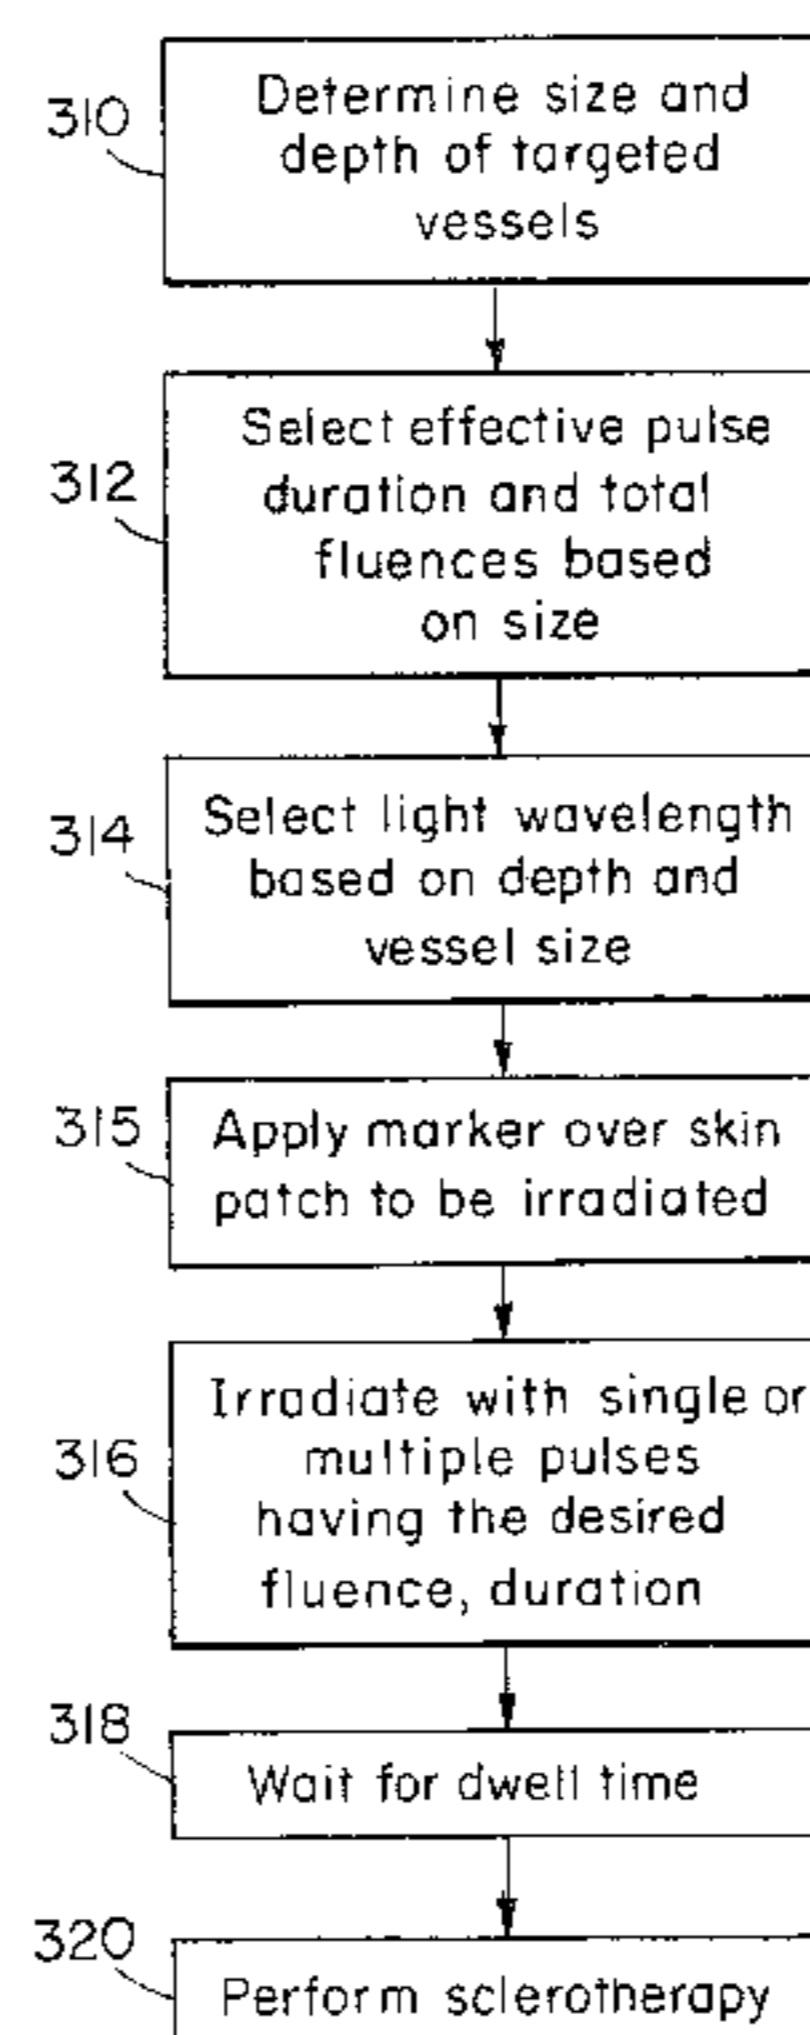 310
Determine size and
depth of targeted
vessels
312
Select effective pulse
duration and total
fluences based
on size
314
Select light wavelength
based on depth and
vessel size
315
Apply marker over skin
patch to be irradiated
316
Irradiate with single or
multiple pulses
having the desired
fluence, duration
318
Wait for dwell time
320
Perform sclerotherapy